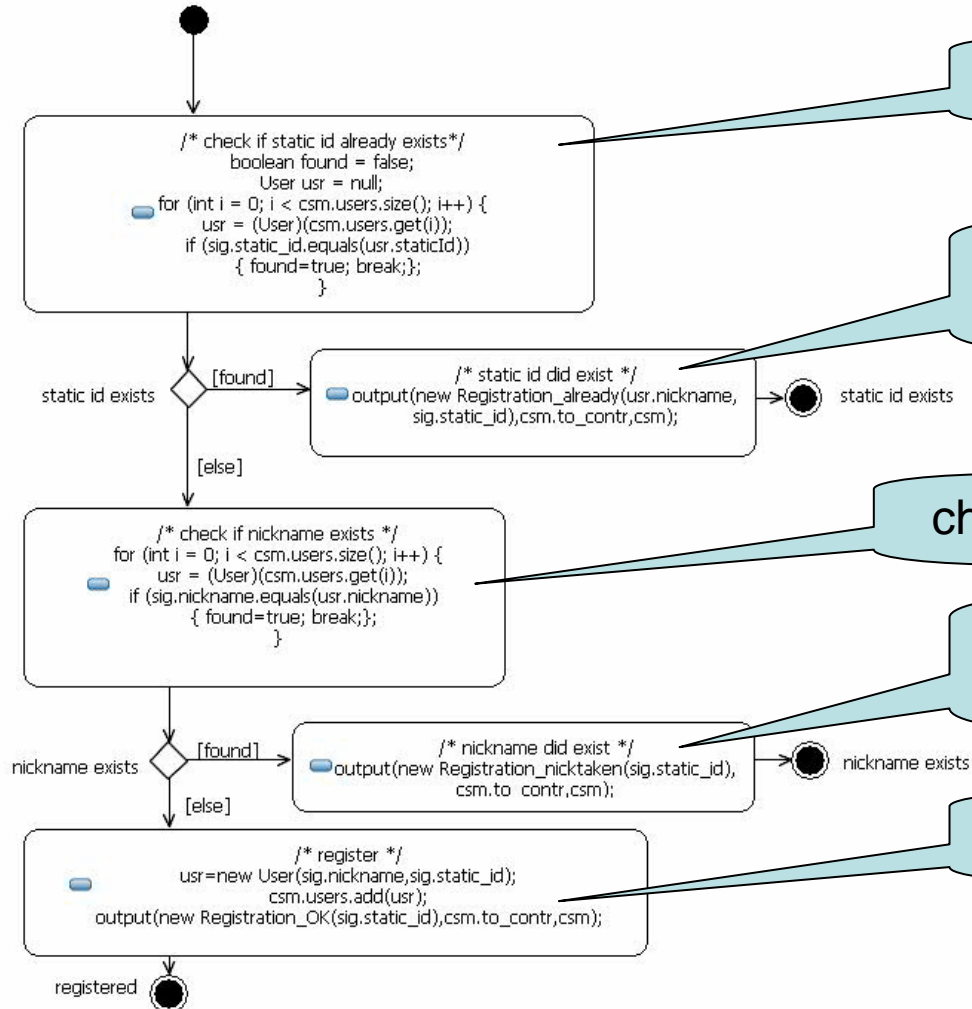 /* check if static id already exists*/
boolean found = false;
User usr = null;
for (int i = 0; i < csm.users.size(); i++) {
usr = (User)(csm.users.get(i));
if (sig.static_id.equals(usr.staticId))
{ found=true; break;};
}
static id exists
[found]
/* static id did exist */
output(new Registration_already(usr.nickname,
sig.static_id),csm.to_contr,csm);
static id exists
[else]
/* check if nickname exists */
for (int i = 0; i < csm.users.size(); i++) {
usr = (User)(csm.users.get(i));
if (sig.nickname.equals(usr.nickname))
{ found=true; break;};
}
ch
nickname exists
[found]
/* nickname did exist */
output(new Registration_nicktaken(sig.static_id),
csm.to_contr,csm);
nickname exists
[else]
/* register */
usr=new User(sig.nickname,sig.static_id);
csm.users.add(usr);
output(new Registration_OK(sig.static_id),csm.to_contr,csm);
registered